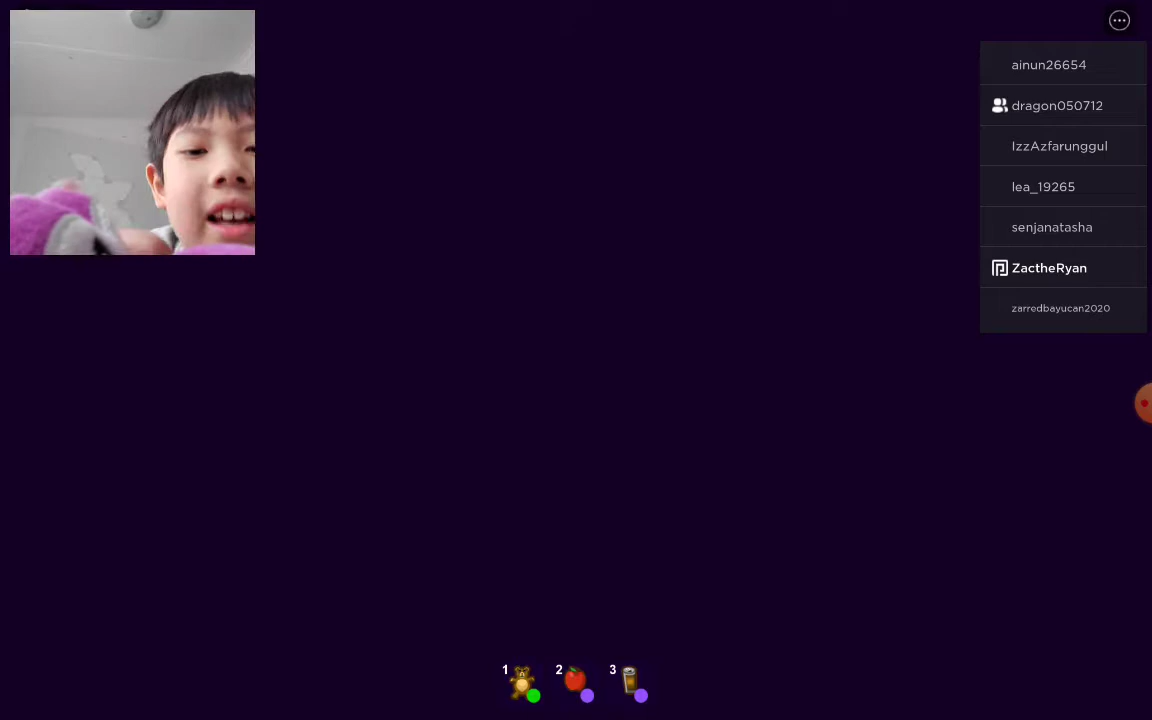 ainun26654
dragon050712
IzzAzfarunggul
lea_19265
senjanatasha
ZactheRyan
zarredbayucan2020
1 2 3